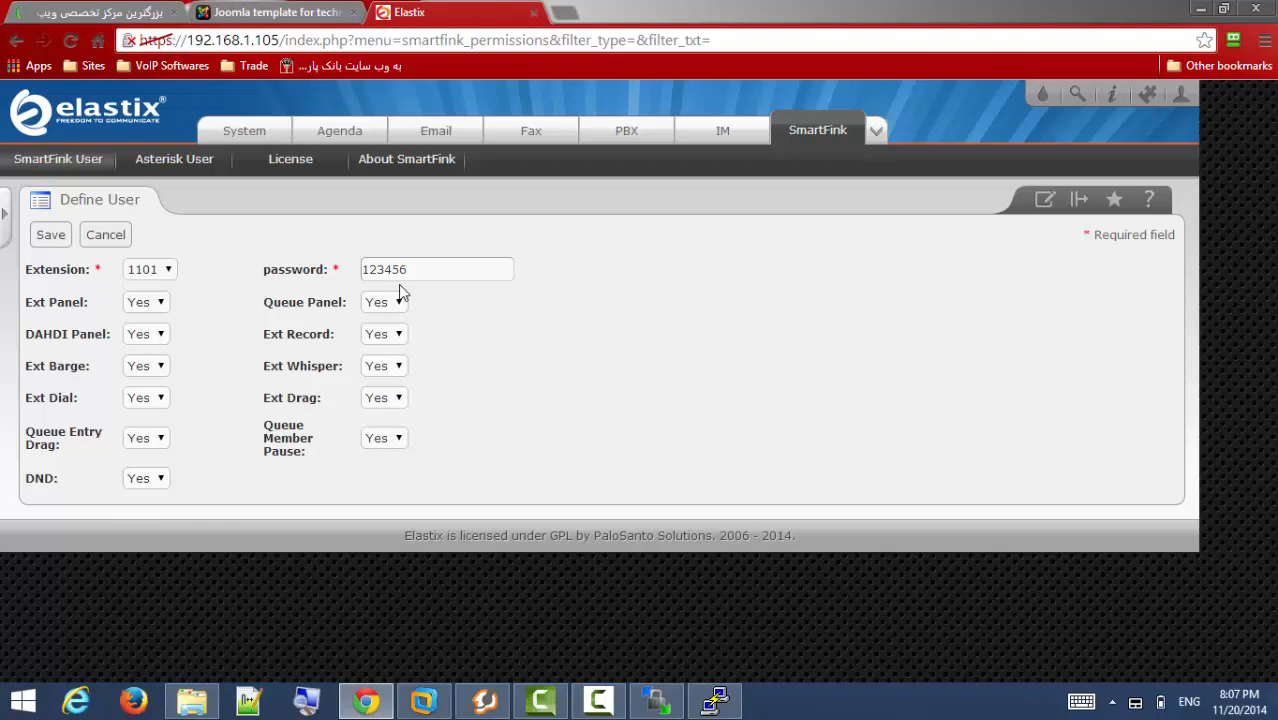 بزرگترین مرکز تخصصی ویپ
Joomla template for techn
Elastix
https://192.168.1.105/index.php?menu=smartfink_permissions&filter_type=&filter_txt=
Apps
Sites
VoIP Softwares
Trade
به وب سایت بانک پار...
Other bookmarks
elastix®
FREEDOM TO COMMUNICATE
System
Agenda
Email
Fax
PBX
IM
SmartFink
SmartFink User
Asterisk User
License
About SmartFink
Define User
Save
Cancel
* Required field
Extension: * 1101
password: * 123456
Ext Panel: Yes
Queue Panel: Yes
DAHDI Panel: Yes
Ext Record: Yes
Ext Barge: Yes
Ext Whisper: Yes
Ext Dial: Yes
Ext Drag: Yes
Queue Entry
Drag: Yes
Queue
Member
Pause: Yes
DND: Yes
Elastix is licensed under GPL by PaloSanto Solutions. 2006 - 2014.
ENG
8:07 PM
11/20/2014